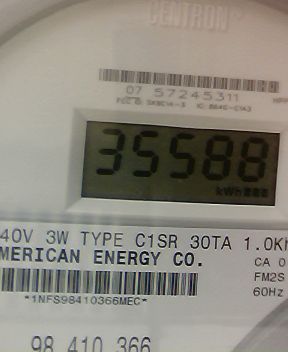 CENTRON
07 57245311
35588
kWh
40V 3W TYPE C1SR 30TA 1.0Kh
MERICAN ENERGY CO.
CA 0
FM2S
60Hz
*1NFS98410366MEC*
98 410 366